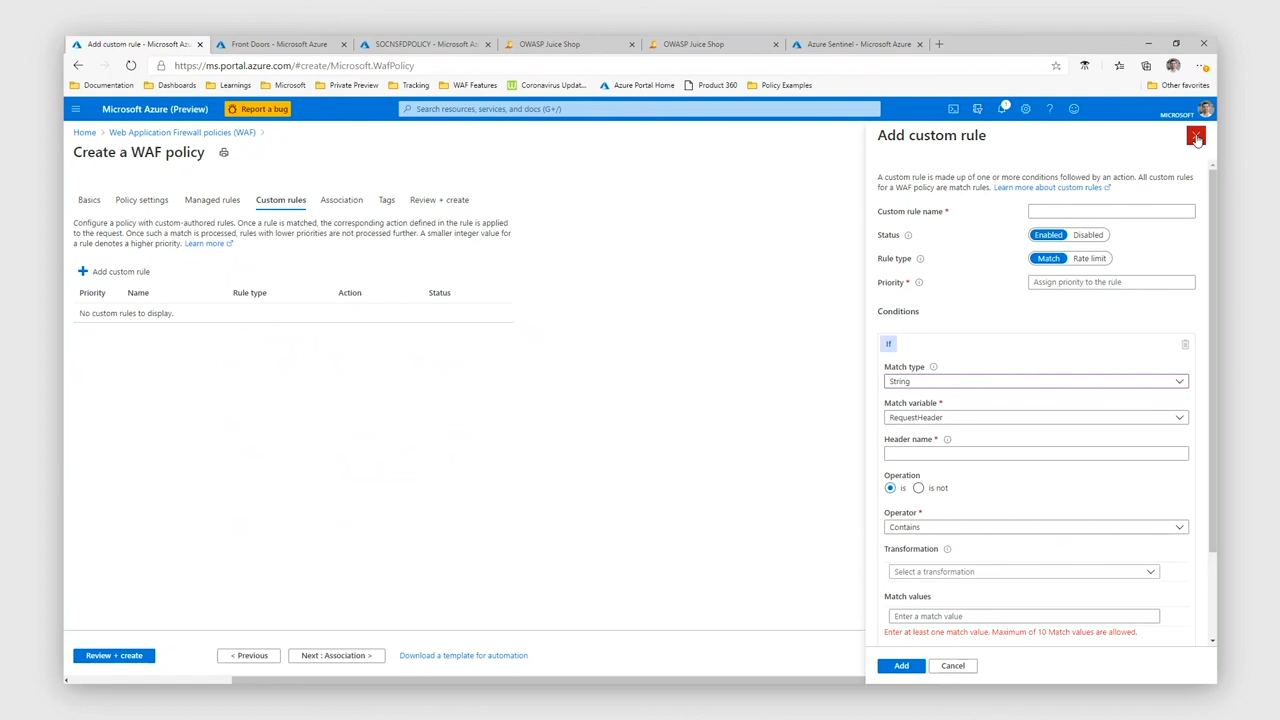 Add custom rule - Microsoft Azu
Front Doors - Microsoft Azure
SOCNSFDPOLICY - Microsoft Az
OWASP Juice Shop
OWASP Juice Shop
Azure Sentinel - Microsoft Azure
https://ms.portal.azure.com/#create/Microsoft.WafPolicy
Documentation
Dashboards
Learnings
Microsoft
Private Preview
Tracking
WAF Features
Coronavirus Updat...
Azure Portal Home
Product 360
Policy Examples
Other favorites
Microsoft Azure (Preview)
Report a bug
Search resources, services, and docs (G+/)
1
MICROSOFT
Home > Web Application Firewall policies (WAF) >
Create a WAF policy
Basics
Policy settings
Managed rules
Custom rules
Association
Tags
Review + create
Configure a policy with custom-authored rules. Once a rule is matched, the corresponding action defined in the rule is applied
to the request. Once such a match is processed, rules with lower priorities are not processed further. A smaller integer value for
a rule denotes a higher priority. Learn more
+ Add custom rule
Priority
Name
Rule type
Action
Status
No custom rules to display.
Review + create
< Previous
Next : Association >
Download a template for automation
Add custom rule
A custom rule is made up of one or more conditions followed by an action. All custom rules
for a WAF policy are match rules. Learn more about custom rules
Custom rule name *
Status
Enabled
Disabled
Rule type
Match
Rate limit
Priority *
Assign priority to the rule
Conditions
If
Match type
String
Match variable *
RequestHeader
Header name *
Operation
is
is not
Operator *
Contains
Transformation
Select a transformation
Match values
Enter a match value
Enter at least one match value. Maximum of 10 Match values are allowed.
Add
Cancel